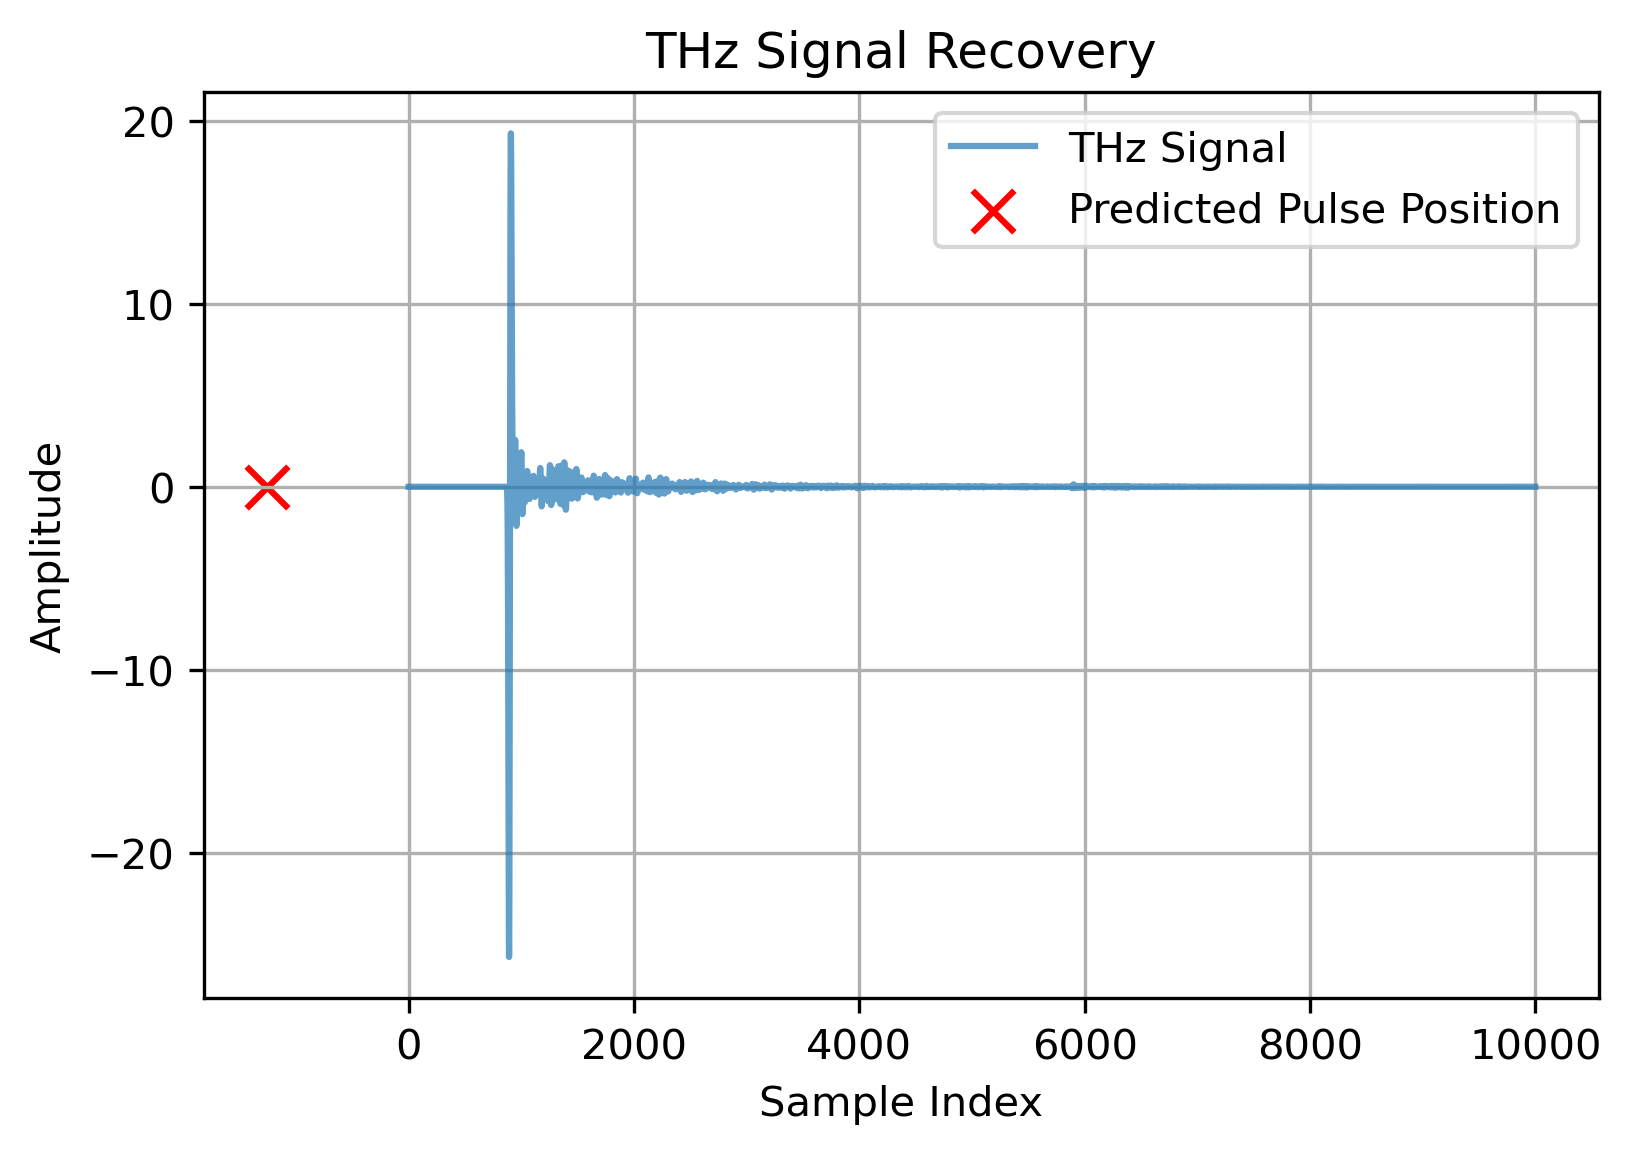 THz Signal Recovery
THz Signal
Predicted Pulse Position
20
10
0
−10
−20
Amplitude
0
2000
4000
6000
8000
10000
Sample Index